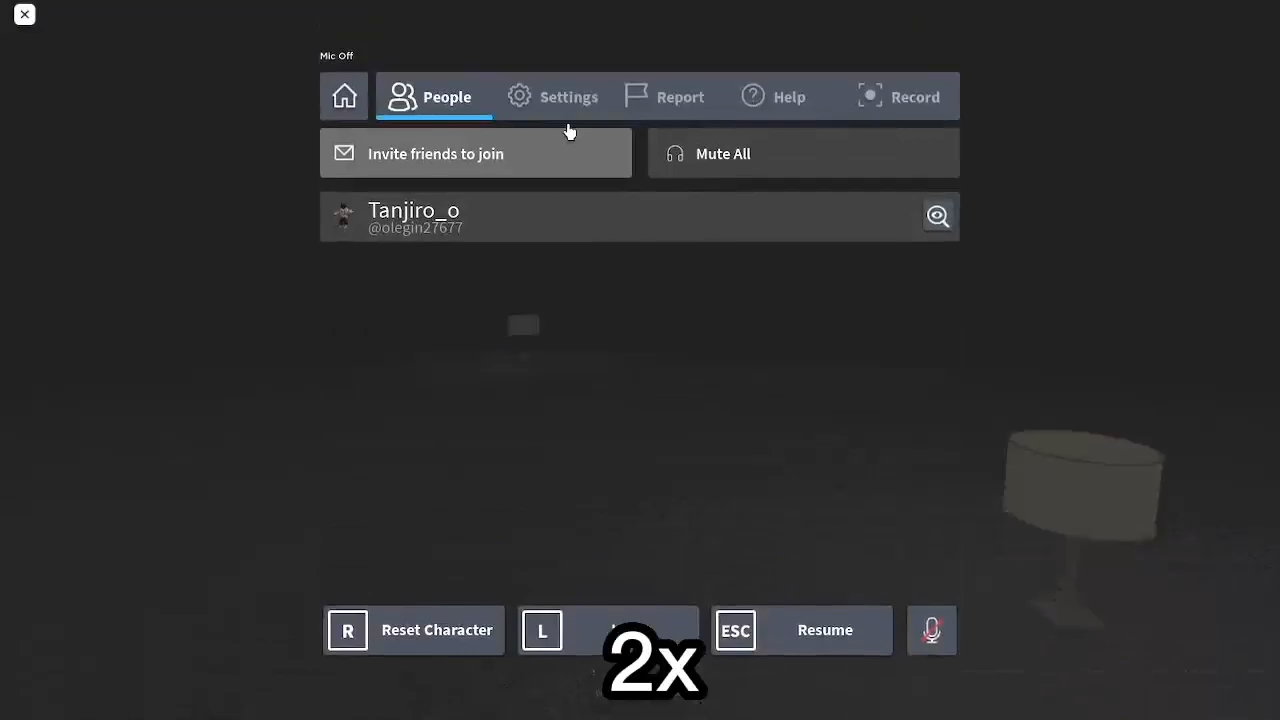 Mic Off
People Settings Report Help Record
Invite friends to join Mute All
Tanjiro_o
@olegin27677
R Reset Character L ESC Resume
2x